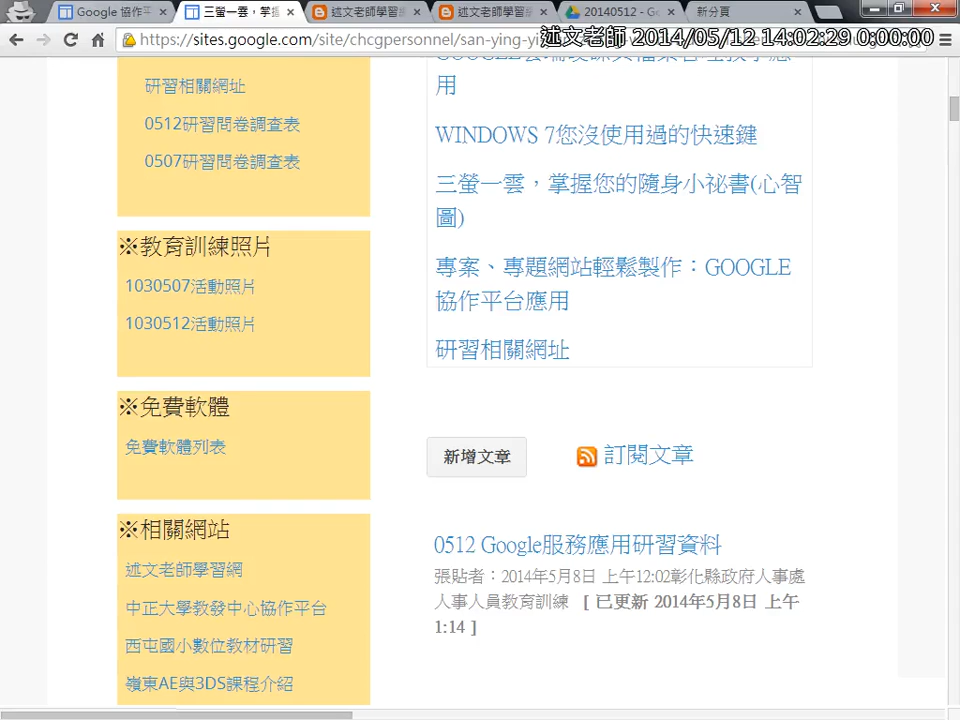 Google 協作平
三螢一雲，掌握
述文老師學習網
述文老師學習網
20140512 - Go
新分頁
https://sites.google.com/site/chcgpersonnel/san-ying-yi
述文老師 2014/05/12 14:02:29 0:00:00
研習相關網址
0512研習問卷調查表
0507研習問卷調查表
※教育訓練照片
1030507活動照片
1030512活動照片
※免費軟體
免費軟體列表
※相關網站
述文老師學習網
中正大學教發中心協作平台
西屯國小數位教材研習
嶺東AE與3DS課程介紹
用
WINDOWS 7您沒使用過的快速鍵
三螢一雲，掌握您的隨身小祕書(心智
圖)
專案、專題網站輕鬆製作：GOOGLE
協作平台應用
研習相關網址
新增文章
訂閱文章
0512 Google服務應用研習資料
張貼者：2014年5月8日 上午12:02彰化縣政府人事處
人事人員教育訓練 [ 已更新 2014年5月8日 上午
1:14 ]